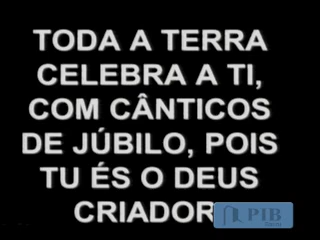 TODA A TERRA
CELEBRA A TI,
COM CÂNTICOS
DE JÚBILO, POIS
TU ÉS O DEUS
CRIADOR
PIB